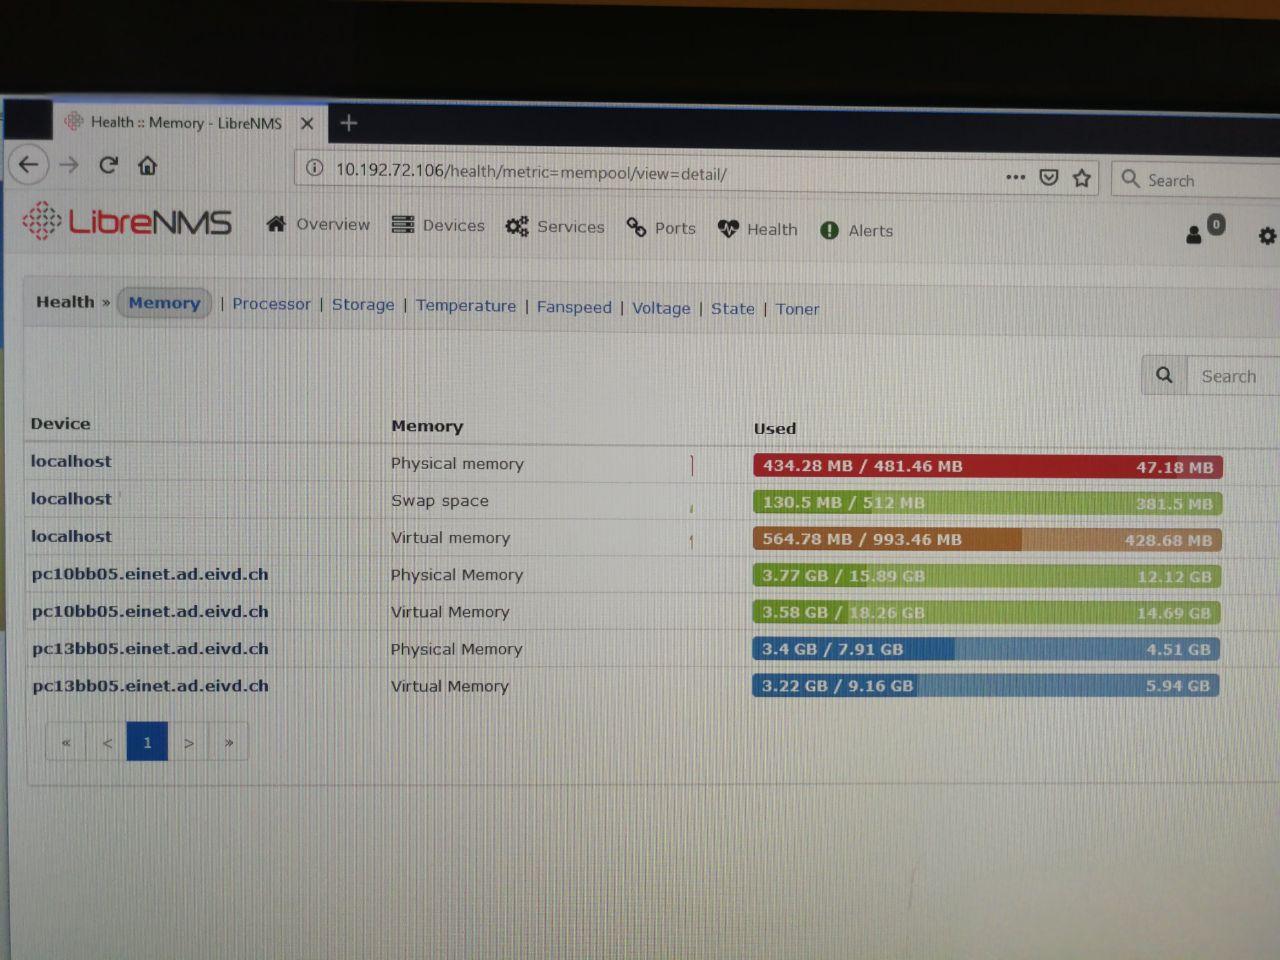 Health :: Memory - LibreNMS
10.192.72.106/health/metric=mempool/view=detail/
Search
LibreNMS Overview Devices Services Ports Health Alerts 0
Health » Memory | Processor | Storage | Temperature | Fanspeed | Voltage | State | Toner
Search
Device Memory Used
localhost Physical memory 434.28 MB / 481.46 MB 47.18 MB
localhost Swap space 130.5 MB / 512 MB 381.5 MB
localhost Virtual memory 564.78 MB / 993.46 MB 428.68 MB
pc10bb05.einet.ad.eivd.ch Physical Memory 3.77 GB / 15.89 GB 12.12 GB
pc10bb05.einet.ad.eivd.ch Virtual Memory 3.58 GB / 18.26 GB 14.69 GB
pc13bb05.einet.ad.eivd.ch Physical Memory 3.4 GB / 7.91 GB 4.51 GB
pc13bb05.einet.ad.eivd.ch Virtual Memory 3.22 GB / 9.16 GB 5.94 GB
« < 1 > »